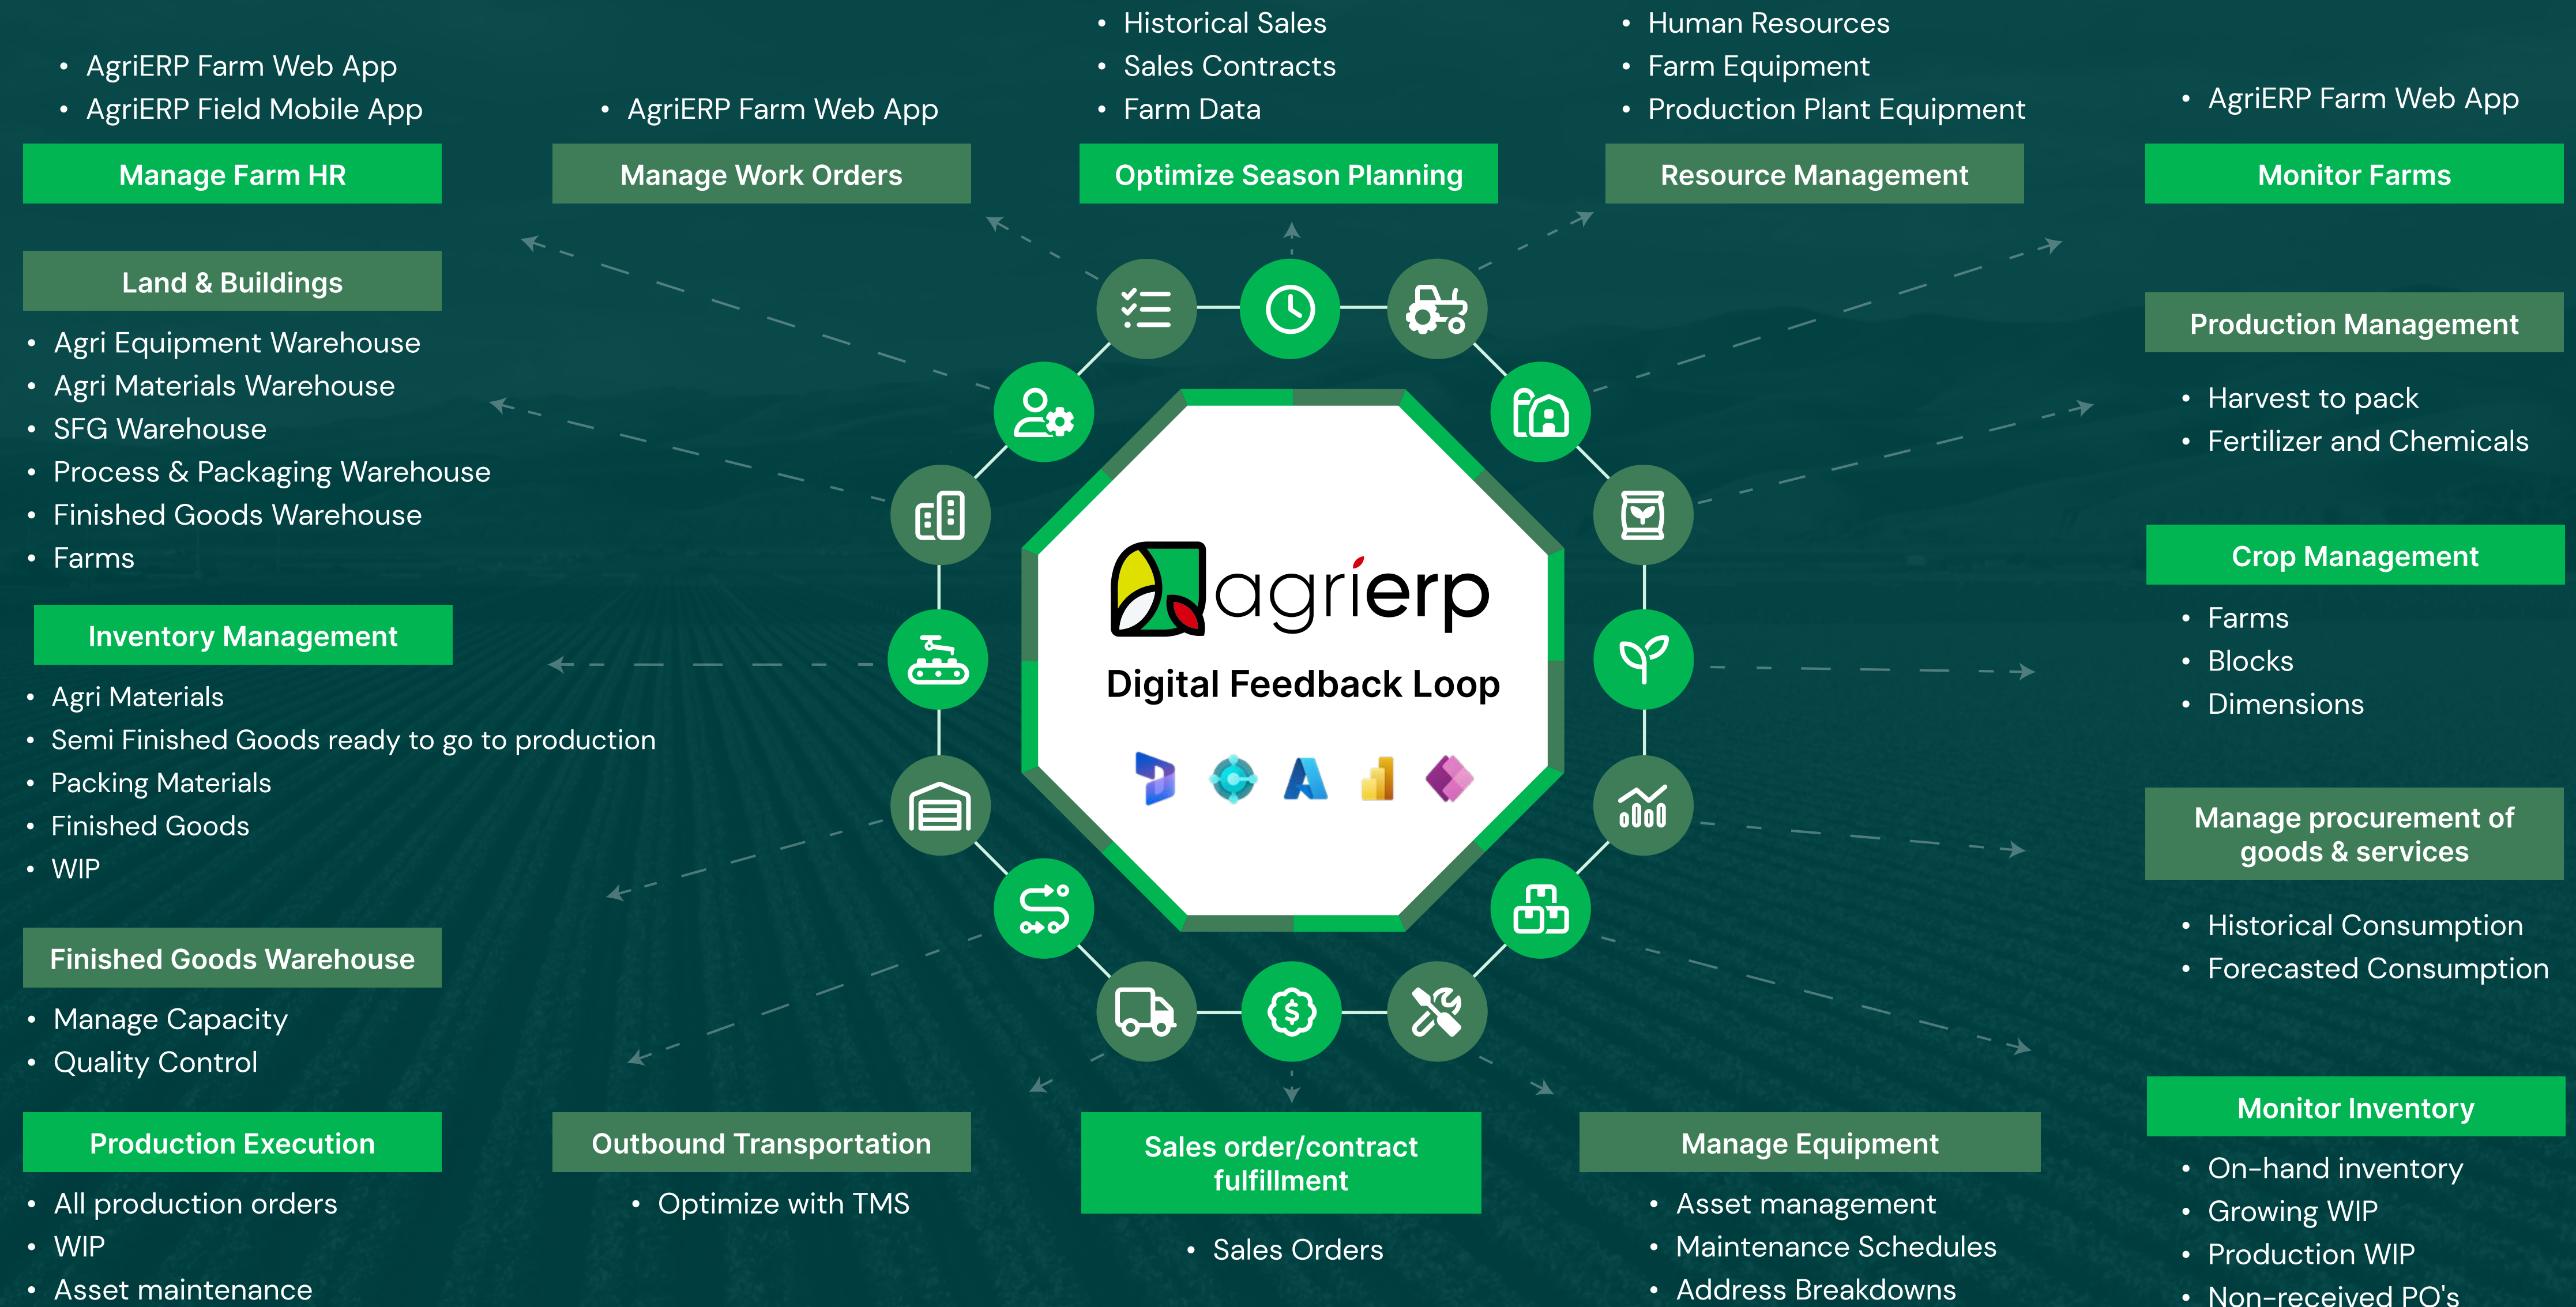 AgriERP Farm Web App
AgriERP Field Mobile App
Manage Farm HR
AgriERP Farm Web App
Manage Work Orders
Historical Sales
Sales Contracts
Farm Data
Optimize Season Planning
Human Resources
Farm Equipment
Production Plant Equipment
Resource Management
AgriERP Farm Web App
Monitor Farms
Land & Buildings
Agri Equipment Warehouse
Agri Materials Warehouse
SFG Warehouse
Process & Packaging Warehouse
Finished Goods Warehouse
Farms
Inventory Management
Agri Materials
Semi Finished Goods ready to go to production
Packing Materials
Finished Goods
WIP
Finished Goods Warehouse
Manage Capacity
Quality Control
Production Execution
All production orders
WIP
Asset maintenance
agrierp
Digital Feedback Loop
Production Management
Harvest to pack
Fertilizer and Chemicals
Crop Management
Farms
Blocks
Dimensions
Manage procurement of
goods & services
Historical Consumption
Forecasted Consumption
Monitor Inventory
On-hand inventory
Growing WIP
Production WIP
Non-received PO's
Outbound Transportation
Optimize with TMS
Sales order/contract
fulfillment
Sales Orders
Manage Equipment
Asset management
Maintenance Schedules
Address Breakdowns